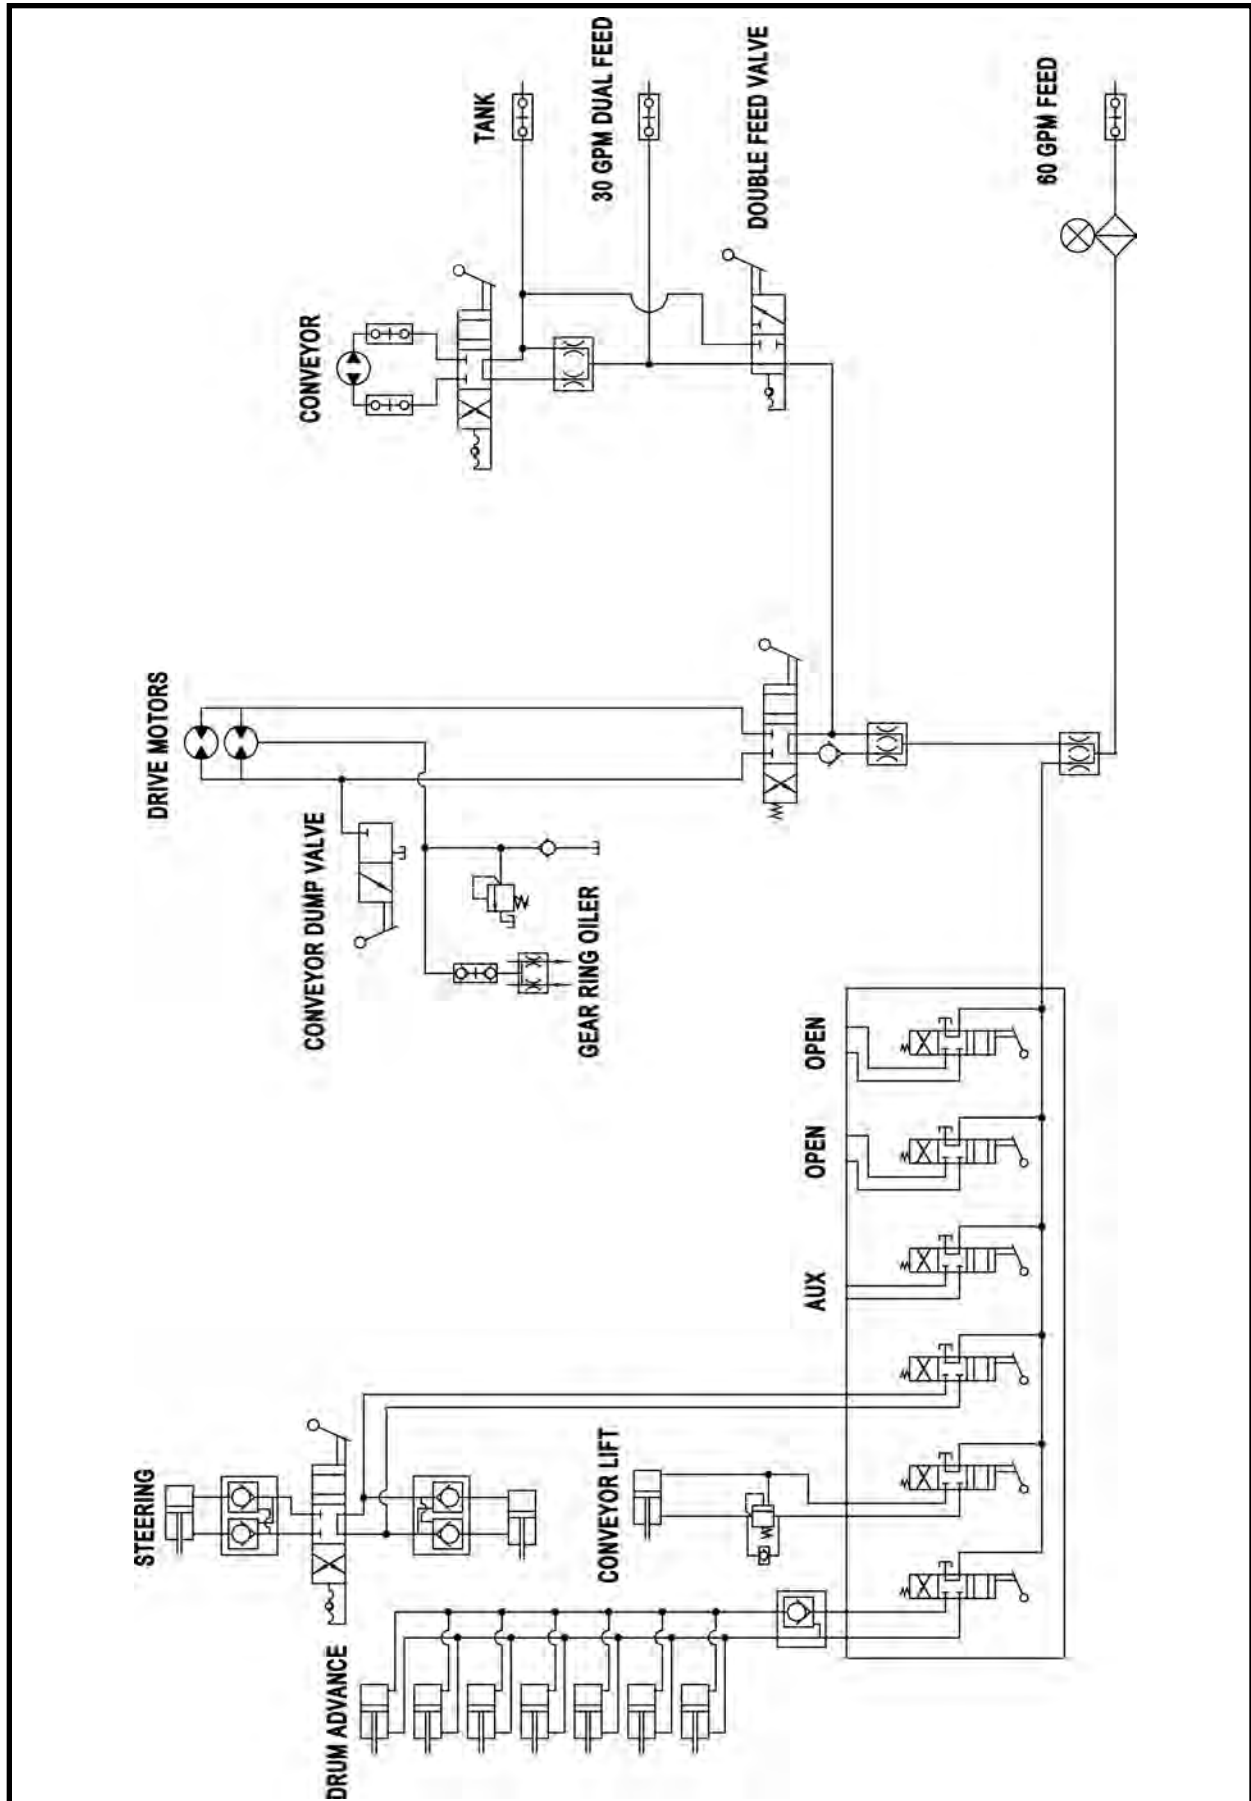 TANK
30 GPM DUAL FEED
DOUBLE FEED VALVE
60 GPM FEED
CONVEYOR
DRIVE MOTORS
CONVEYOR DUMP VALVE
GEAR RING OILER
OPEN
OPEN
AUX
STEERING
CONVEYOR LIFT
DRUM ADVANCE